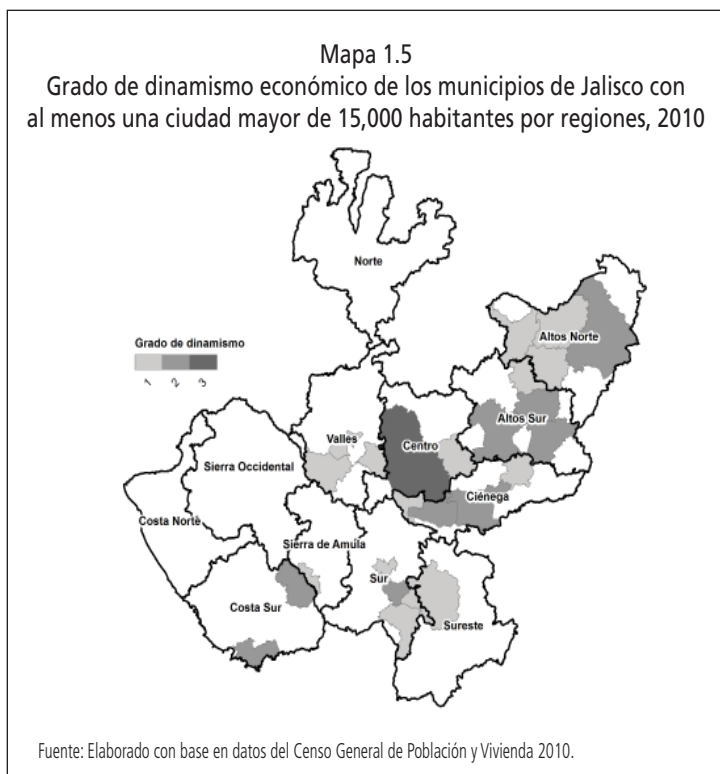 Mapa 1.5
Grado de dinamismo económico de los municipios de Jalisco con
al menos una ciudad mayor de 15,000 habitantes por regiones, 2010
Norte
Grado de dinamismo
1 2 3
Altos Norte
Altos Sur
Valles
Centro
Sierra Occidental
Ciénega
Costa Norte
Sierra de Amula
Sur
Costa Sur
Sureste
Fuente: Elaborado con base en datos del Censo General de Población y Vivienda 2010.